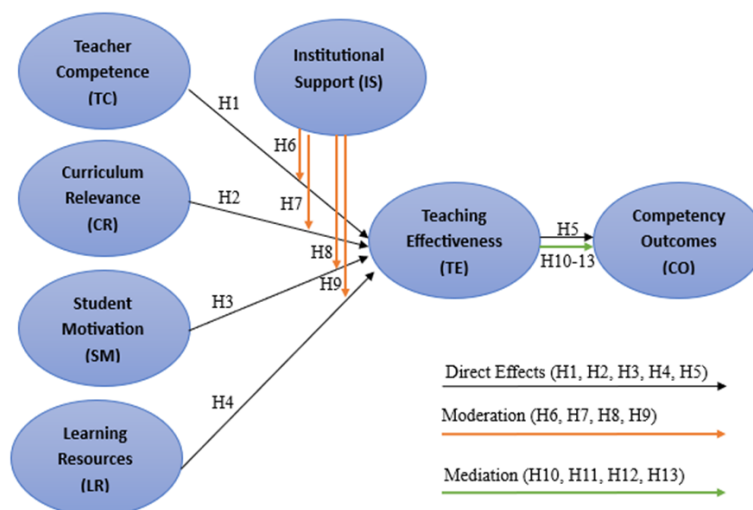 Teacher
Competence
(TC)
Institutional
Support (IS)
H1
H6
Curriculum
Relevance
(CR)
H2
H7
Teaching
Effectiveness
(TE)
H5
H10-13
Competency
Outcomes
(CO)
H8
H9
Student
Motivation
(SM)
H3
H4
Learning
Resources
(LR)
Direct Effects (H1, H2, H3, H4, H5)
Moderation (H6, H7, H8, H9)
Mediation (H10, H11, H12, H13)